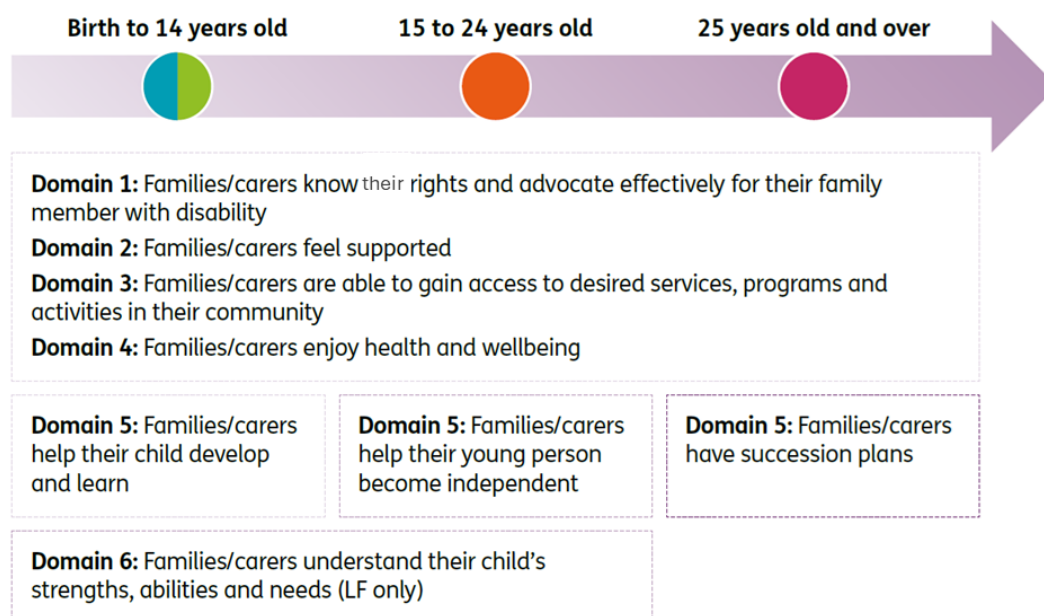 Birth to 14 years old
15 to 24 years old
25 years old and over
Domain 1: Families/carers know their rights and advocate effectively for their family
member with disability
Domain 2: Families/carers feel supported
Domain 3: Families/carers are able to gain access to desired services, programs and
activities in their community
Domain 4: Families/carers enjoy health and wellbeing
Domain 5: Families/carers
help their child develop
and learn
Domain 5: Families/carers
help their young person
become independent
Domain 5: Families/carers
have succession plans
Domain 6: Families/carers understand their child’s
strengths, abilities and needs (LF only)